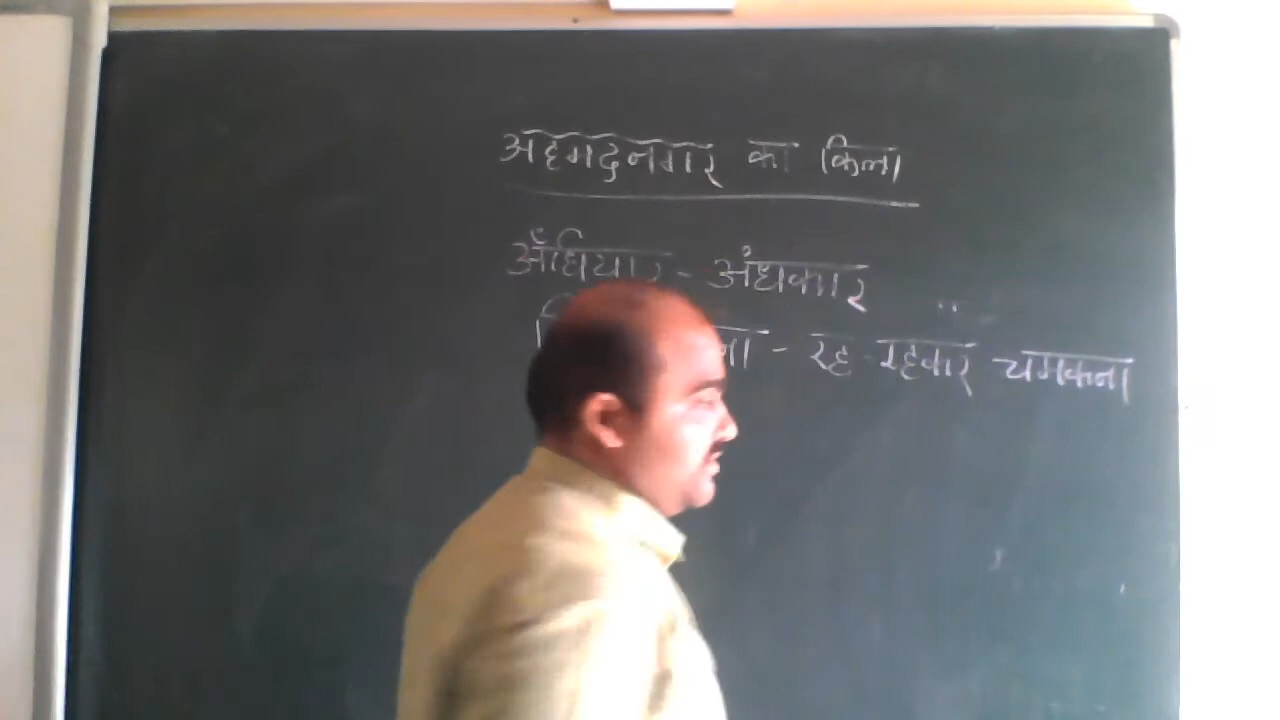 अहमदनगर का किला
अँधियार - अंधकार
- रह-रहकर चमकना